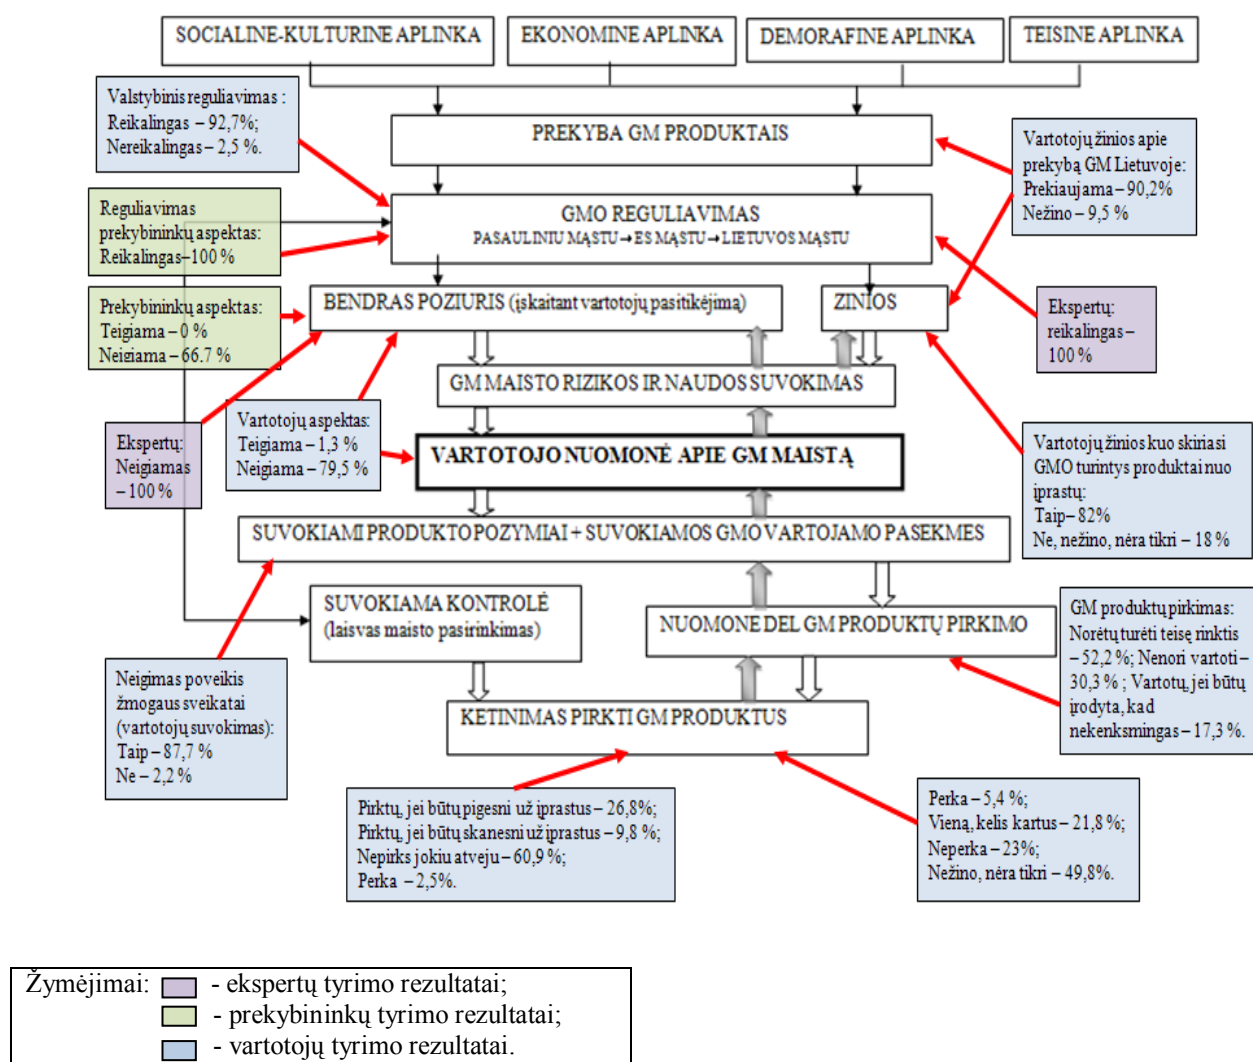 SOCIALINE-KULTURINE APLINKA
EKONOMINE APLINKA
DEMORAFINE APLINKA
TEISINE APLINKA
Valstybinis reguliavimas :
Reikalingas – 92,7%;
Nereikalingas – 2,5 %.
PREKYBA GM PRODUKTAIS
Vartotojų žinios apie
prekybą GM Lietuvoje:
Prekiaujama – 90,2%
Nežino – 9,5 %
Reguliavimas
prekybininkų aspektas:
Reikalingas–100 %
GMO REGULIAVIMAS
PASAULINIU MĄSTU→ES MĄSTU→LIETUVOS MĄSTU
Prekybininkų aspektas:
Teigiama – 0 %
Neigiama – 66.7 %
BENDRAS POZIURIS (įskaitant vartotojų pasitikėjimą)
ZINIOS
Ekspertų:
reikalingas –
100 %
GM MAISTO RIZIKOS IR NAUDOS SUVOKIMAS
Ekspertų:
Neigiamas
– 100 %
Vartotojų aspektas:
Teigiama – 1,3 %
Neigiama – 79,5 %
VARTOTOJO NUOMONĖ APIE GM MAISTĄ
Vartotojų žinios kuo skiriasi
GMO turintys produktai nuo
įprastų:
Taip – 82%
Ne, nežino, nėra tikri – 18 %
SUVOKIAMI PRODUKTO POZYMIAI + SUVOKIAMOS GMO VARTOJAMO PASEKMES
SUVOKIAMA KONTROLĖ
(laisvas maisto pasirinkimas)
NUOMONE DEL GM PRODUKTŲ PIRKIMO
GM produktų pirkimas:
Norėtų turėti teisę rinktis
– 52,2 %; Nenori vartoti –
30,3 % ; Vartotų, jei būtų
įrodyta, kad
nekenksmingas – 17,3 %.
Neigimas poveikis
žmogaus sveikatai
(vartotojų suvokimas):
Taip – 87,7 %
Ne – 2,2 %
KETINIMAS PIRKTI GM PRODUKTUS
Pirktų, jei būtų pigesni už įprastus – 26,8%;
Pirktų, jei būtų skanesni už įprastus – 9,8 %;
Nepirks jokiu atveju – 60,9 %;
Perka – 2,5%.
Perka – 5,4 %;
Vieną, kelis kartus – 21,8 %;
Neperka – 23%;
Nežino, nėra tikri – 49,8%.
Žymėjimai: - ekspertų tyrimo rezultatai;
- prekybininkų tyrimo rezultatai;
- vartotojų tyrimo rezultatai.